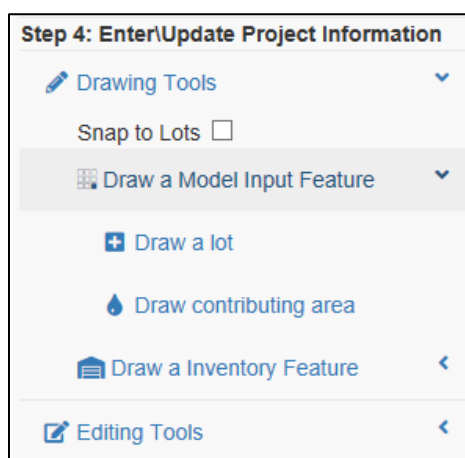 Step 4: Enter\Update Project Information
Drawing Tools
Snap to Lots
Draw a Model Input Feature
Draw a lot
Draw contributing area
Draw a Inventory Feature
Editing Tools